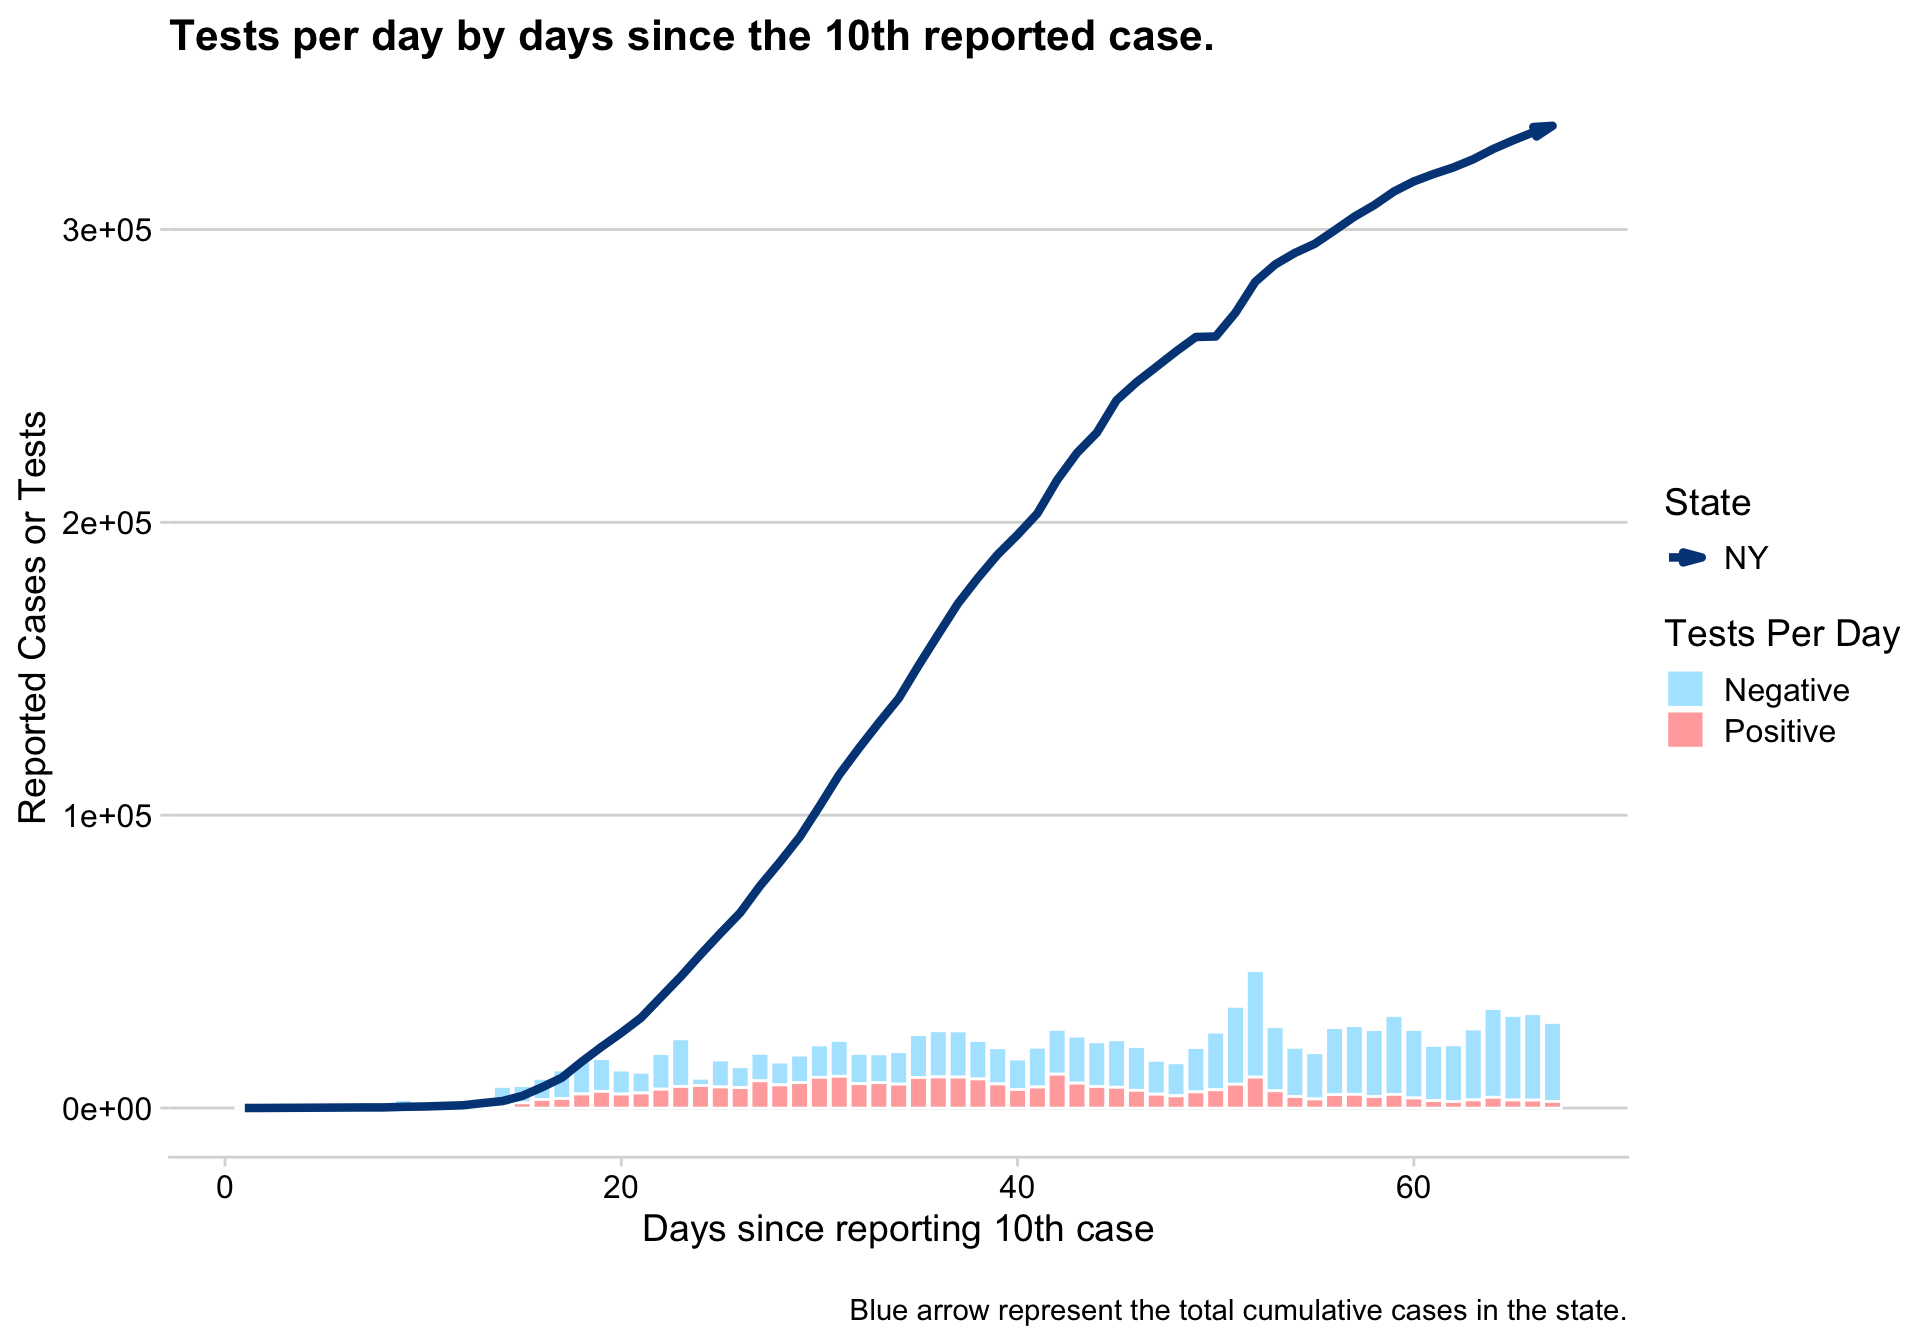 Tests per day by days since the 10th reported case.
Reported Cases or Tests
3e+05
2e+05
1e+05
0e+00
0
20
40
60
Days since reporting 10th case
State
NY
Tests Per Day
Negative
Positive
Blue arrow represent the total cumulative cases in the state.